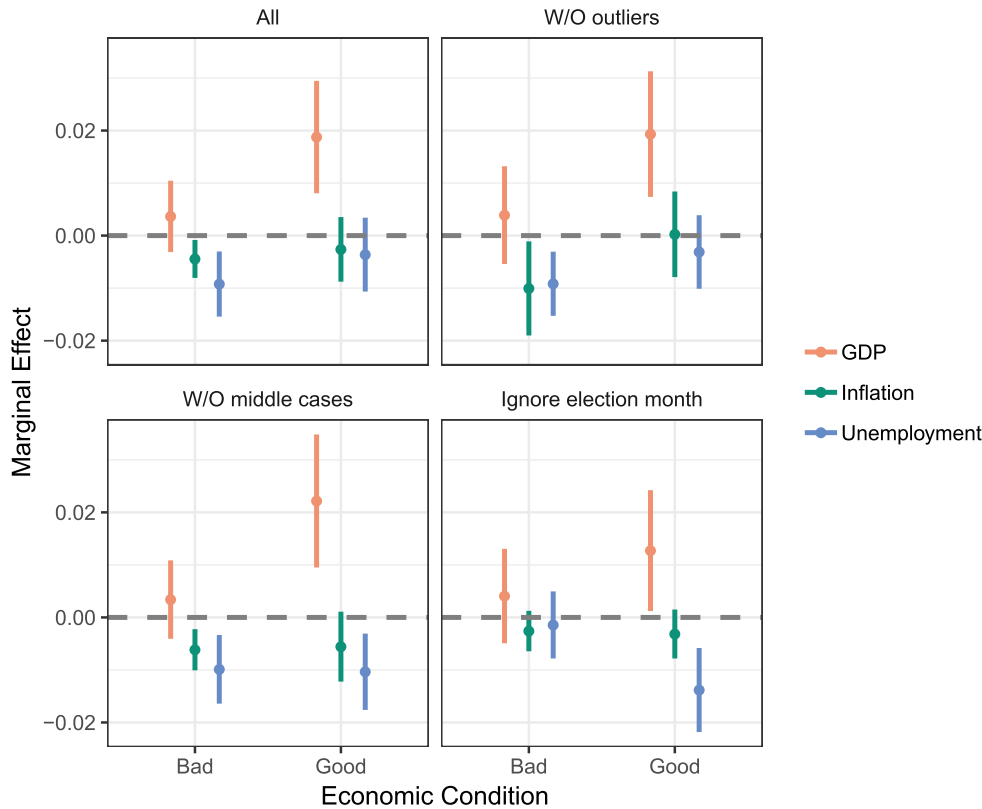 All
W/O outliers
0.02
0.00
−0.02
Marginal Effect
W/O middle cases
Ignore election month
0.02
0.00
−0.02
Bad
Good
Bad
Good
Economic Condition
GDP
Inflation
Unemployment